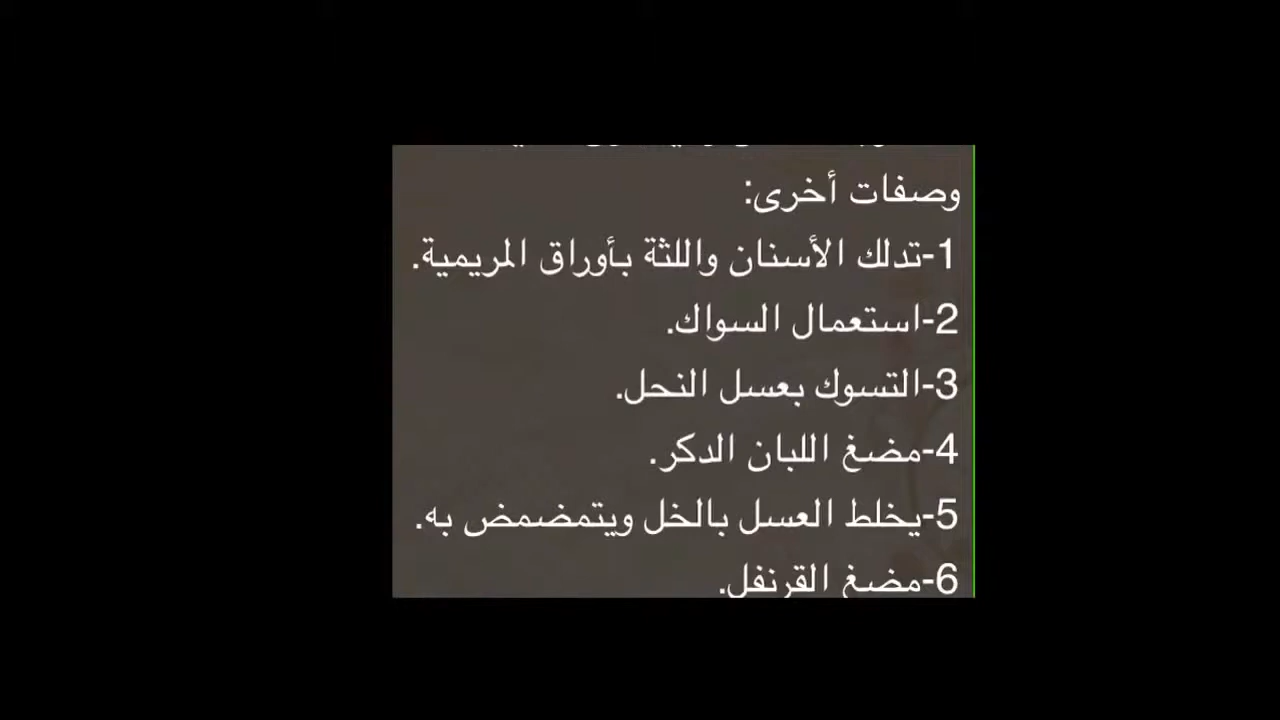 وصفات أخرى:
1-تدلك الأسنان واللثة بأوراق المريمية.
2-استعمال السواك.
3-التسوك بعسل النحل.
4-مضغ اللبان الدكر.
5-يخلط العسل بالخل ويتمضمض به.
6-مضغ القرنفل.